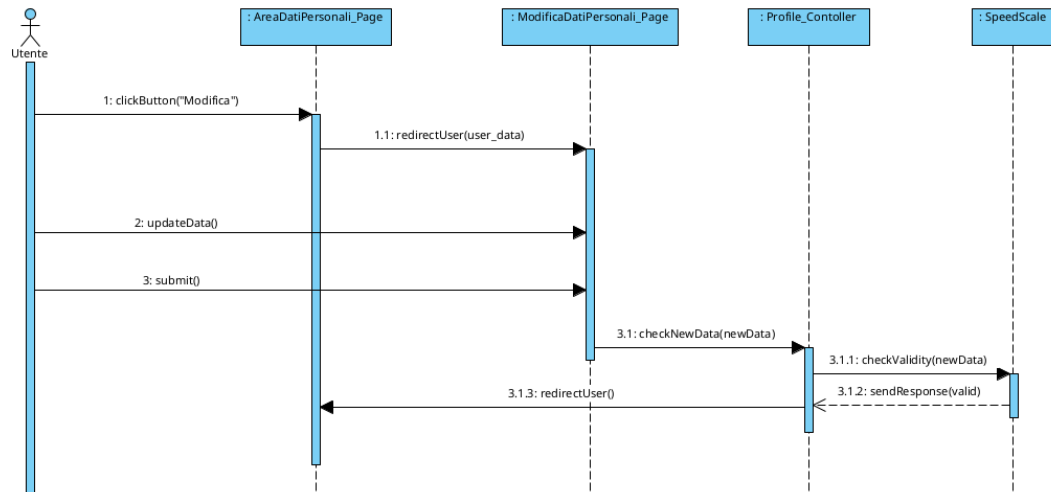 : AreaDatiPersonali_Page
: ModificaDatiPersonali_Page
: Profile_Contoller
: SpeedScale
Utente
1: clickButton("Modifica")
1.1: redirectUser(user_data)
2: updateData()
3: submit()
3.1: checkNewData(newData)
3.1.1: checkValidity(newData)
3.1.2: sendResponse(valid)
3.1.3: redirectUser()